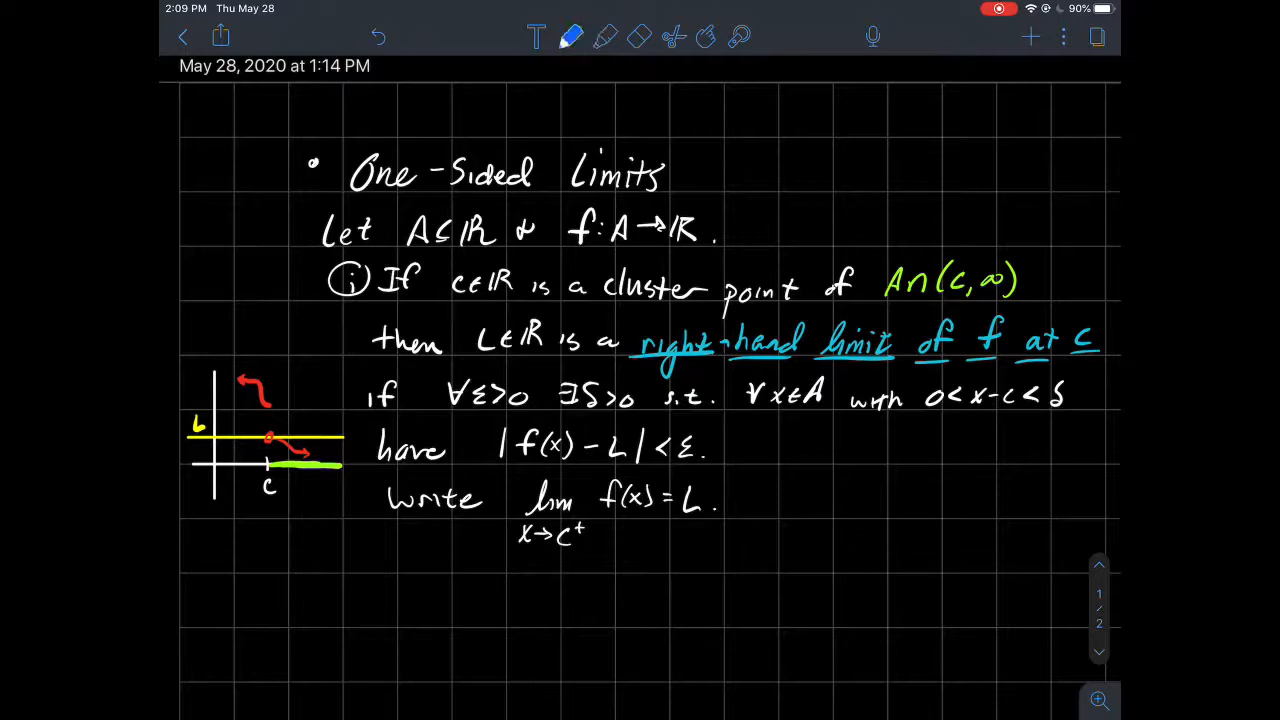 2:09 PM Thu May 28 90%
T
May 28, 2020 at 1:14 PM
• One-Sided Limits
Let A⊆ℝ & f:A→ℝ.
(i) If c∈ℝ is a cluster point of A∩(c,∞)
then L∈ℝ is a right-hand limit of f at c
if ∀ε>0 ∃δ>0 s.t. ∀x∈A with 0<x-c<δ
have |f(x)-L|<ε.
write lim f(x)=L.
x→c⁺
L
c
1
/
2